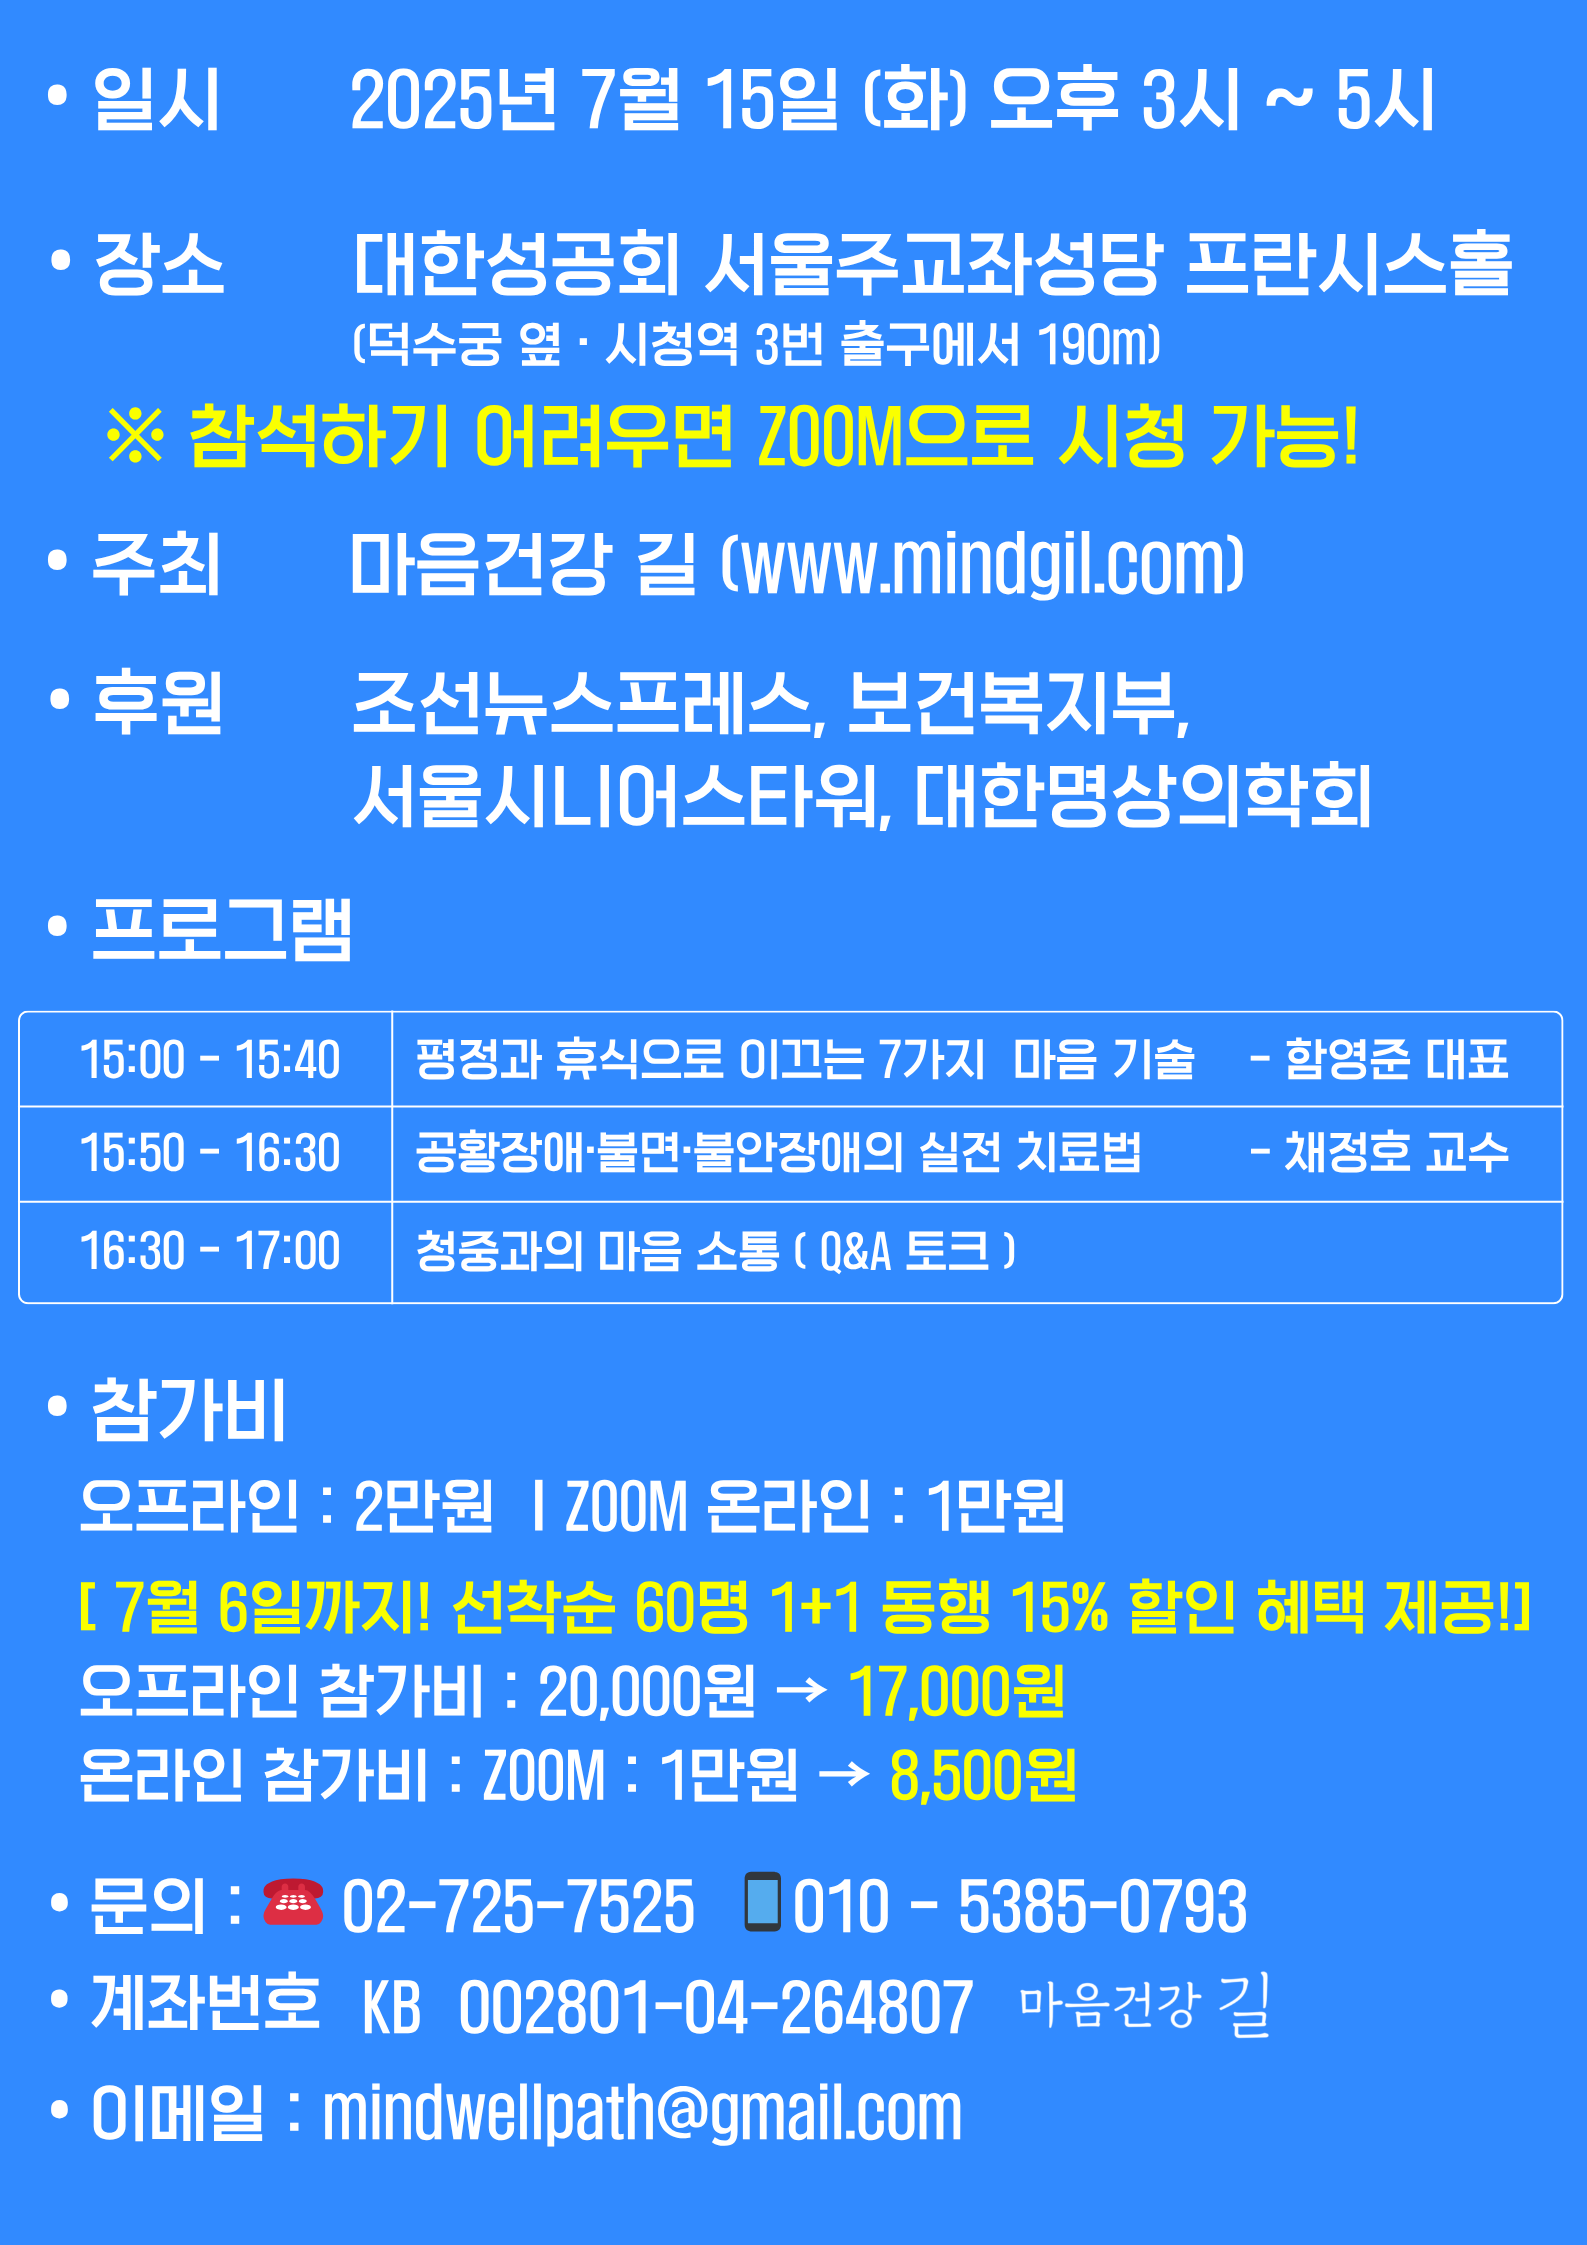 • 일시 2025년 7월 15일 (화) 오후 3시 ~ 5시
• 장소 대한성공회 서울주교좌성당 프란시스홀
(덕수궁 옆 · 시청역 3번 출구에서 190m)
※ 참석하기 어려우면 ZOOM으로 시청 가능!
• 주최 마음건강 길 (www.mindgil.com)
• 후원 조선뉴스프레스, 보건복지부,
서울시니어스타워, 대한명상의학회
• 프로그램
15:00 - 15:40 평정과 휴식으로 이끄는 7가지 마음 기술 - 함영준 대표
15:50 - 16:30 공황장애·불면·불안장애의 실전 치료법 - 채정호 교수
16:30 - 17:00 청중과의 마음 소통 ( Q&A 토크 )
• 참가비
오프라인 : 2만원 | ZOOM 온라인 : 1만원
[ 7월 6일까지! 선착순 60명 1+1 동행 15% 할인 혜택 제공!]
오프라인 참가비 : 20,000원 → 17,000원
온라인 참가비 : ZOOM : 1만원 → 8,500원
• 문의 : ☎️ 02-725-7525 📱010 - 5385-0793
• 계좌번호 KB 002801-04-264807 마음건강 길
• 이메일 : mindwellpath@gmail.com